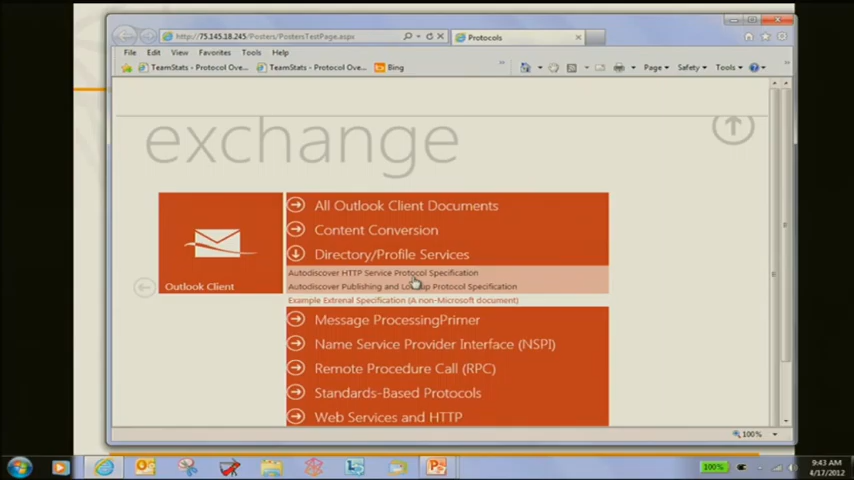 http://75.145.18.245/Posters/PostersTestPage.aspx
Protocols
File Edit View Favorites Tools Help
TeamStats - Protocol Ove... TeamStats - Protocol Ove... Bing
Page Safety Tools
exchange
All Outlook Client Documents
Content Conversion
Directory/Profile Services
Autodiscover HTTP Service Protocol Specification
Outlook Client
Autodiscover Publishing and Lookup Protocol Specification
Example Extrenal Specification (A non-Microsoft document)
Message ProcessingPrimer
Name Service Provider Interface (NSPI)
Remote Procedure Call (RPC)
Standards-Based Protocols
Web Services and HTTP
100%
100%
9:43 AM
4/17/2012